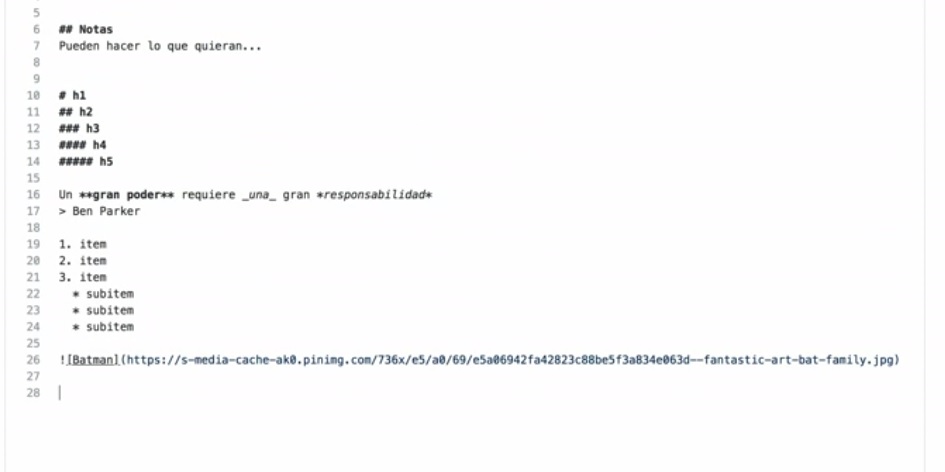 5
6 ## Notas
7 Pueden hacer lo que quieran...
8
9
10 # h1
11 ## h2
12 ### h3
13 #### h4
14 ##### h5
15
16 Un **gran poder** requiere _una_ gran *responsabilidad*
17 > Ben Parker
18
19 1. item
20 2. item
21 3. item
22 * subitem
23 * subitem
24 * subitem
25
26 ![Batman](https://s-media-cache-ak0.pinimg.com/736x/e5/a0/69/e5a06942fa42823c88be5f3a834e063d--fantastic-art-bat-family.jpg)
27
28